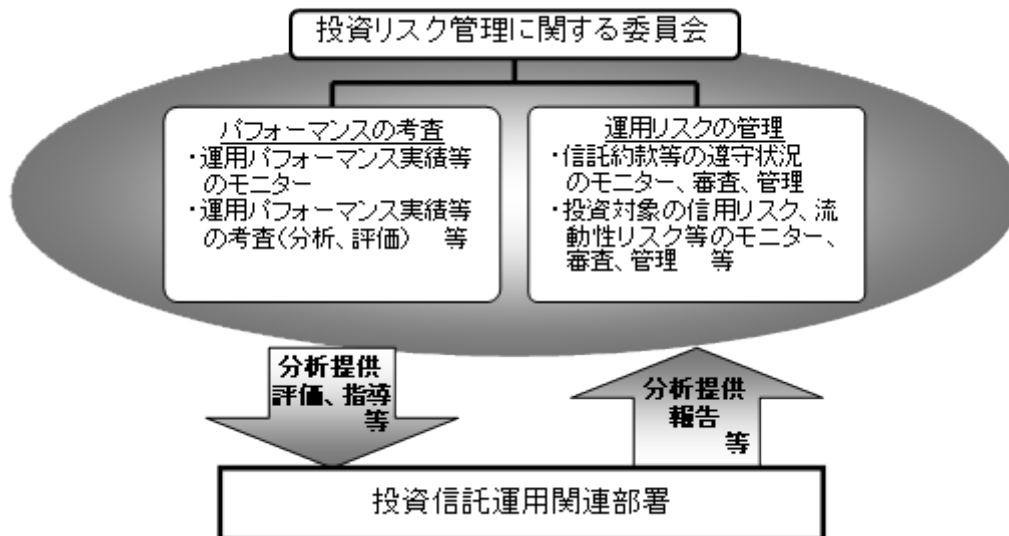 投資リスク管理に関する委員会
パフォーマンスの考査
・運用パフォーマンス実績等
のモニター
・運用パフォーマンス実績等
の考査(分析、評価) 等
運用リスクの管理
・信託約款等の遵守状況
のモニター、審査、管理
・投資対象の信用リスク、流
動性リスク等のモニター、
審査、管理 等
分析提供
評価、指導
等
分析提供
報告
等
投資信託運用関連部署